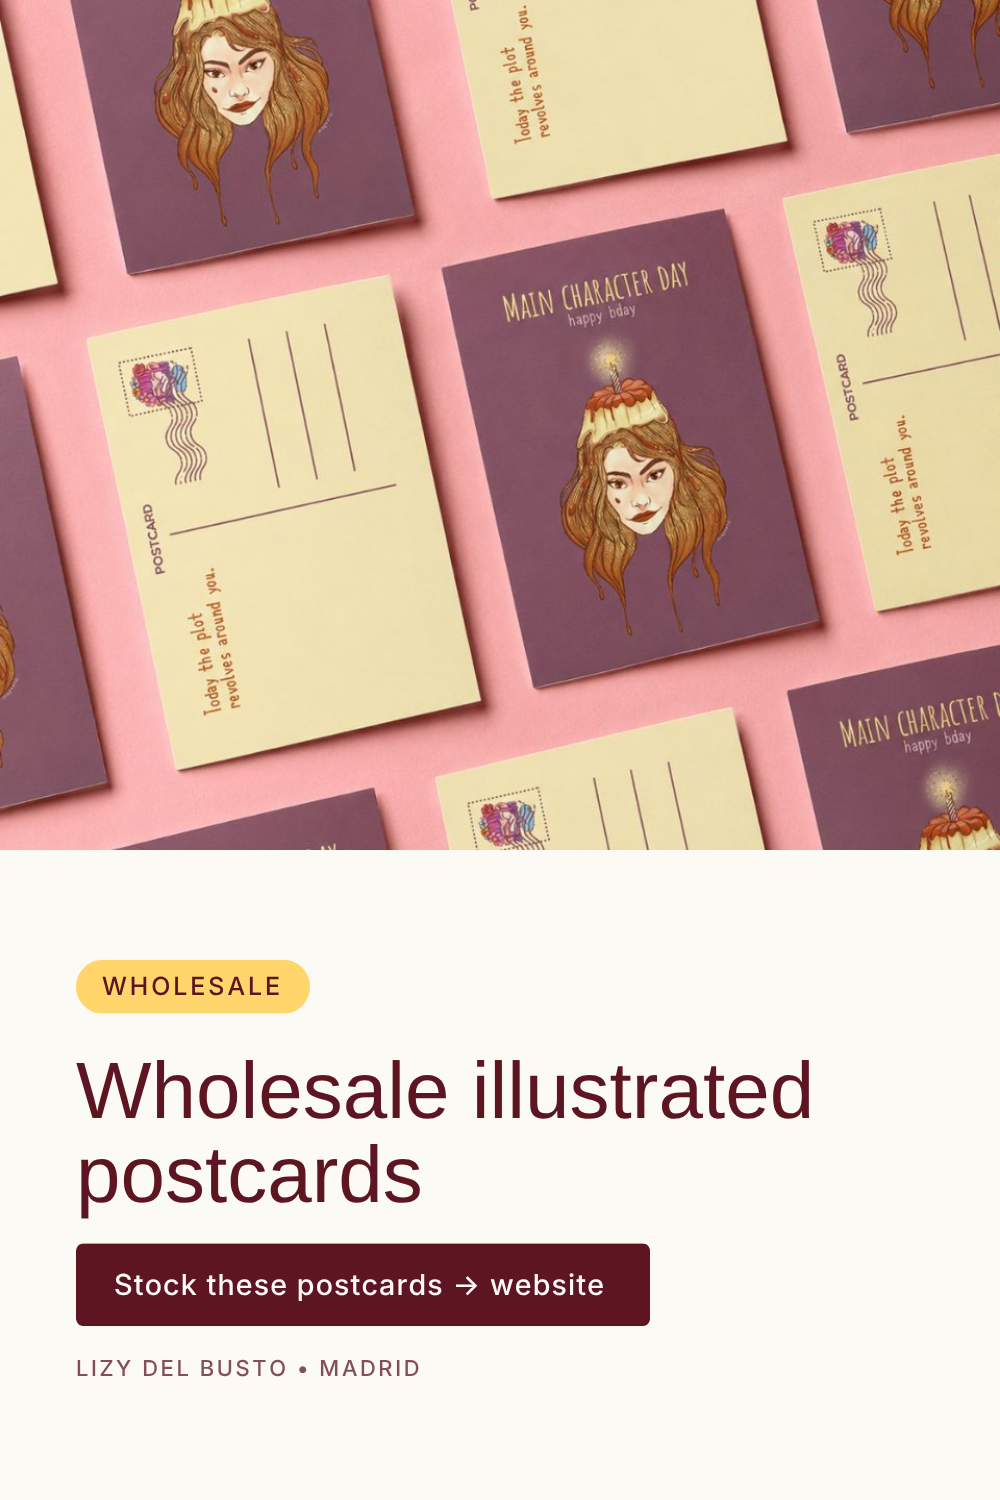 Today the plot
revolves around you.
MAIN CHARACTER DAY
happy bday
POSTCARD
Today the plot
revolves around you.
POSTCARD
Today the plot
revolves around you.
MAIN CHARACTER
happy bday
WHOLESALE
Wholesale illustrated
postcards
Stock these postcards → website
LIZY DEL BUSTO • MADRID